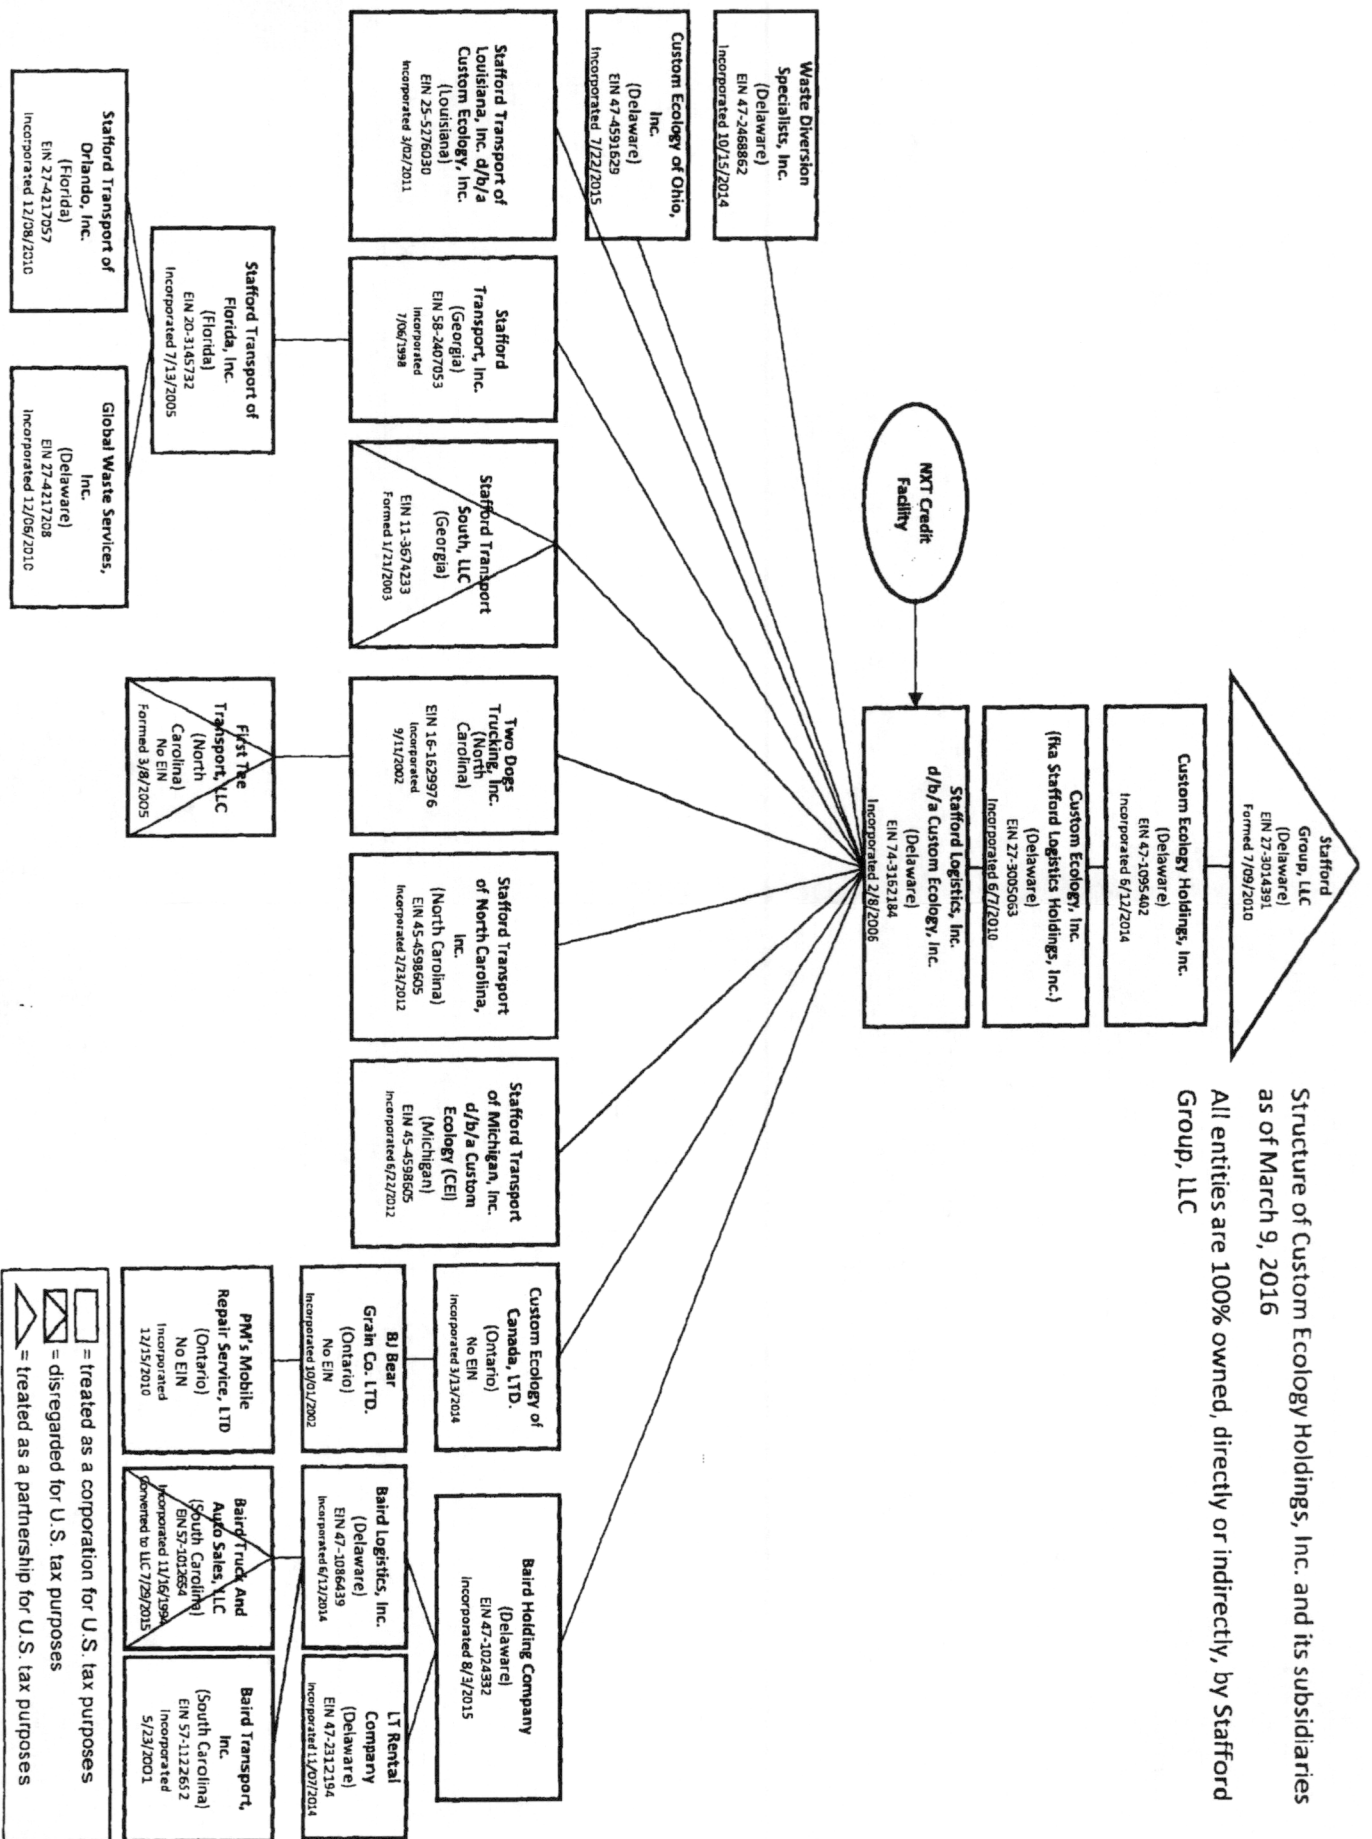 Structure of Custom Ecology Holdings, Inc. and its subsidiaries
as of March 9, 2016
All entities are 100% owned, directly or indirectly, by Stafford
Group, LLC
Stafford
Group, LLC
(Delaware)
EIN 27-3014391
Formed 7/09/2010
Custom Ecology Holdings, Inc.
(Delaware)
EIN 47-1095402
Incorporated 6/12/2014
Custom Ecology, Inc.
(fka Stafford Logistics Holdings, Inc.)
(Delaware)
EIN 27-3005063
Incorporated 6/7/2010
NXT Credit
Facility
Stafford Logistics, Inc.
d/b/a Custom Ecology, Inc.
(Delaware)
EIN 74-3162184
Incorporated 2/8/2006
Waste Diversion
Specialists, Inc.
(Delaware)
EIN 47-2468862
Incorporated 10/15/2014
Custom Ecology of Ohio,
Inc.
(Delaware)
EIN 47-4591629
Incorporated 7/22/2015
Stafford Transport of
Louisiana, Inc. d/b/a
Custom Ecology, Inc.
(Louisiana)
EIN 25-5276030
Incorporated 3/02/2011
Stafford
Transport, Inc.
(Georgia)
EIN 58-2407053
Incorporated
7/06/1998
Stafford Transport
South, LLC
(Georgia)
EIN 11-3674233
Formed 1/21/2003
Two Dogs
Trucking, Inc.
(North
Carolina)
EIN 16-1629976
Incorporated
9/11/2002
Stafford Transport
of North Carolina,
Inc.
(North Carolina)
EIN 45-4598605
Incorporated 2/23/2012
Stafford Transport
of Michigan, Inc.
d/b/a Custom
Ecology (CEI)
(Michigan)
EIN 45-4598605
Incorporated 6/22/2012
Custom Ecology of
Canada, LTD.
(Ontario)
No EIN
Incorporated 3/13/2014
Baird Holding Company
(Delaware)
EIN 47-1024332
Incorporated 8/3/2015
Stafford Transport of
Florida, Inc.
(Florida)
EIN 20-3145732
Incorporated 7/13/2005
First Tee
Transport, LLC
(North
Carolina)
No EIN
Formed 3/8/2005
BJ Bear
Grain Co. LTD.
(Ontario)
No EIN
Incorporated 10/01/2002
Baird Logistics, Inc.
(Delaware)
EIN 47-1086439
Incorporated 6/12/2014
LT Rental
Company
(Delaware)
EIN 47-2312194
Incorporated 11/07/2014
Stafford Transport of
Orlando, Inc.
(Florida)
EIN 27-4217057
Incorporated 12/08/2010
Global Waste Services,
Inc.
(Delaware)
EIN 27-4217208
Incorporated 12/06/2010
PM's Mobile
Repair Service, LTD
(Ontario)
No EIN
Incorporated
12/15/2010
Baird Truck And
Auto Sales, LLC
(South Carolina)
EIN 57-1012654
Incorporated 11/16/1994
Converted to LLC 7/29/2015
Baird Transport,
Inc.
(South Carolina)
EIN 57-1122652
Incorporated
5/23/2001
= treated as a corporation for U.S. tax purposes
= disregarded for U.S. tax purposes
= treated as a partnership for U.S. tax purposes